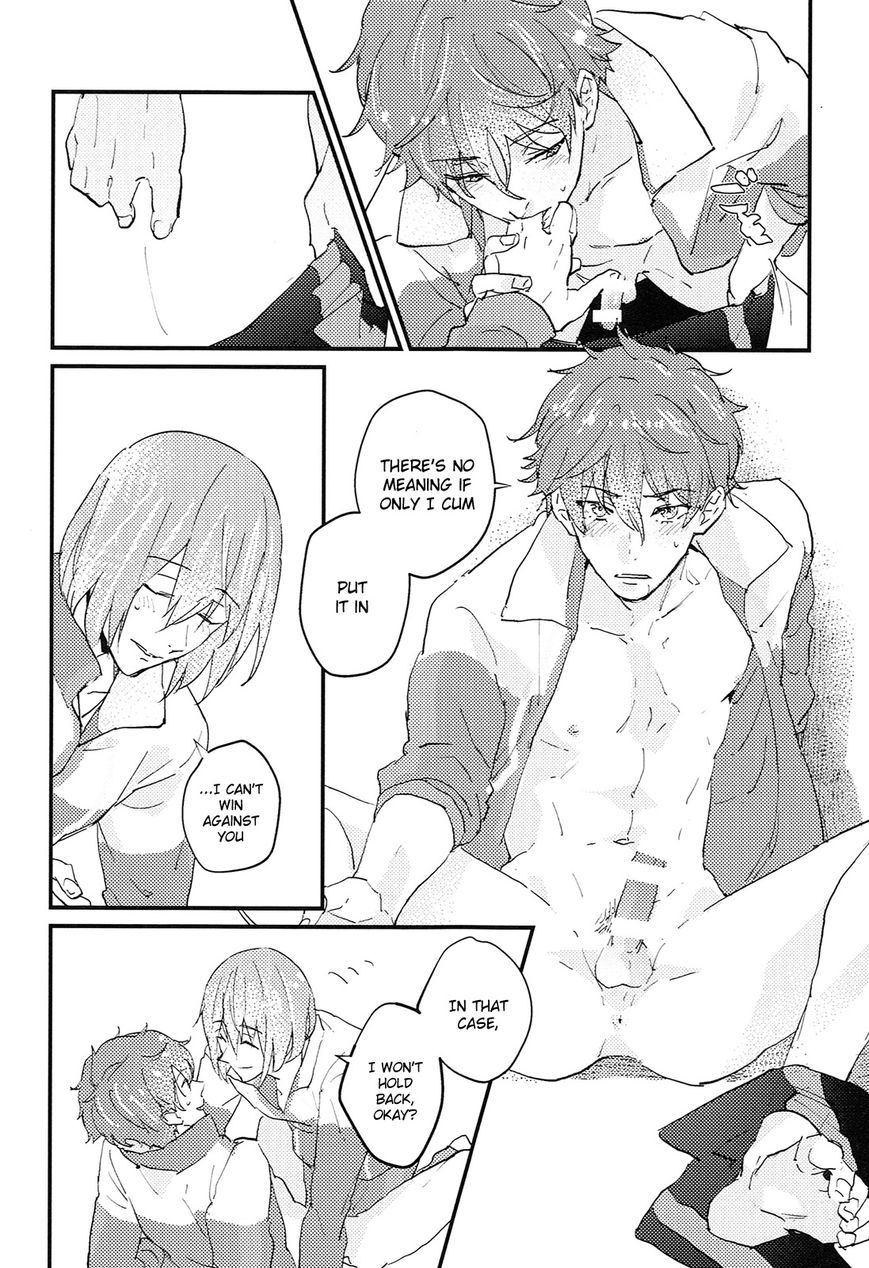 THERE'S NO
MEANING IF
ONLY I CUM
PUT
IT IN
...I CAN'T
WIN
AGAINST
YOU
IN THAT
CASE,
I WON'T
HOLD
BACK,
OKAY?